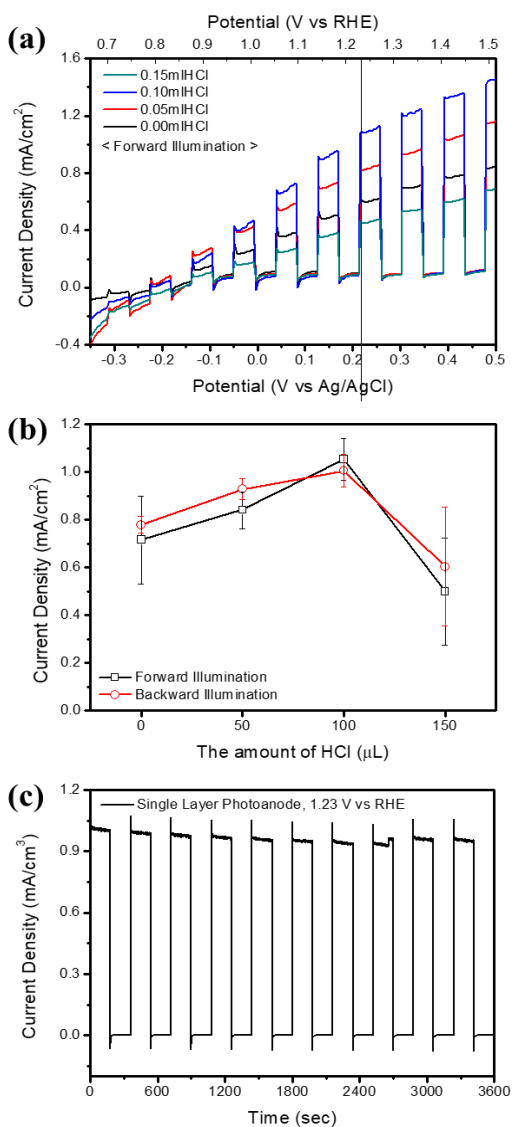 (a)
Potential (V vs RHE)
0.7 0.8 0.9 1.0 1.1 1.2 1.3 1.4 1.5
1.6
1.2
0.8
0.4
0.0
-0.4
Current Density (mA/cm²)
0.15mlHCl
0.10mlHCl
0.05mlHCl
0.00mlHCl
< Forward Illumination >
-0.3 -0.2 -0.1 0.0 0.1 0.2 0.3 0.4 0.5
Potential (V vs Ag/AgCl)
(b)
1.2
1.0
0.8
0.6
0.4
0.2
0.0
Current Density (mA/cm²)
Forward Illumination
Backward Illumination
0 50 100 150
The amount of HCl (μL)
(c)
1.2
0.9
0.6
0.3
0.0
Current Density (mA/cm³)
Single Layer Photoanode, 1.23 V vs RHE
0 600 1200 1800 2400 3000 3600
Time (sec)